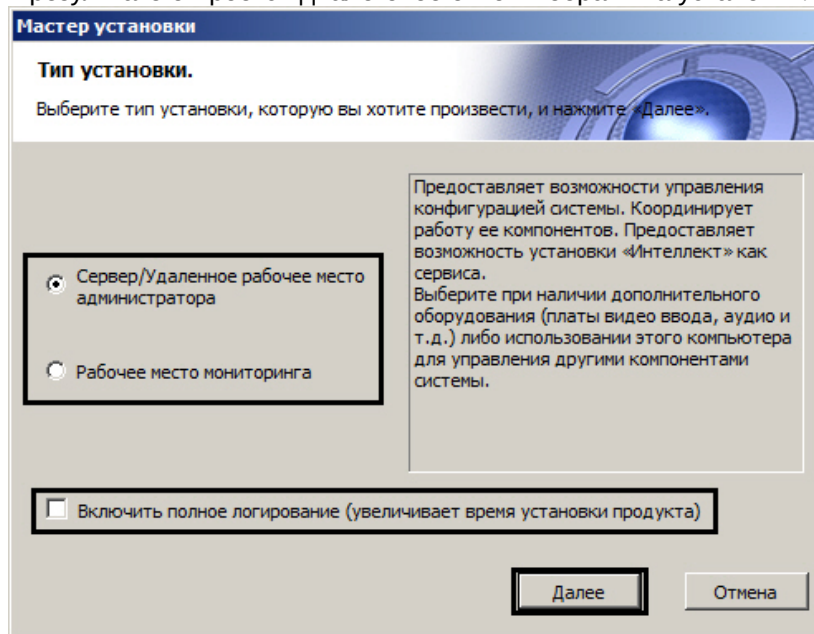 Мастер установки
Тип установки.
Выберите тип установки, которую вы хотите произвести, и нажмите «Далее».
Сервер/Удаленное рабочее место
администратора
Рабочее место мониторинга
Предоставляет возможности управления
конфигурацией системы. Координирует
работу ее компонентов. Предоставляет
возможность установки «Интеллект» как
сервиса.
Выберите при наличии дополнительного
оборудования (платы видео ввода, аудио и
т.д.) либо использовании этого компьютера
для управления другими компонентами
системы.
Включить полное логирование (увеличивает время установки продукта)
Далее
Отмена